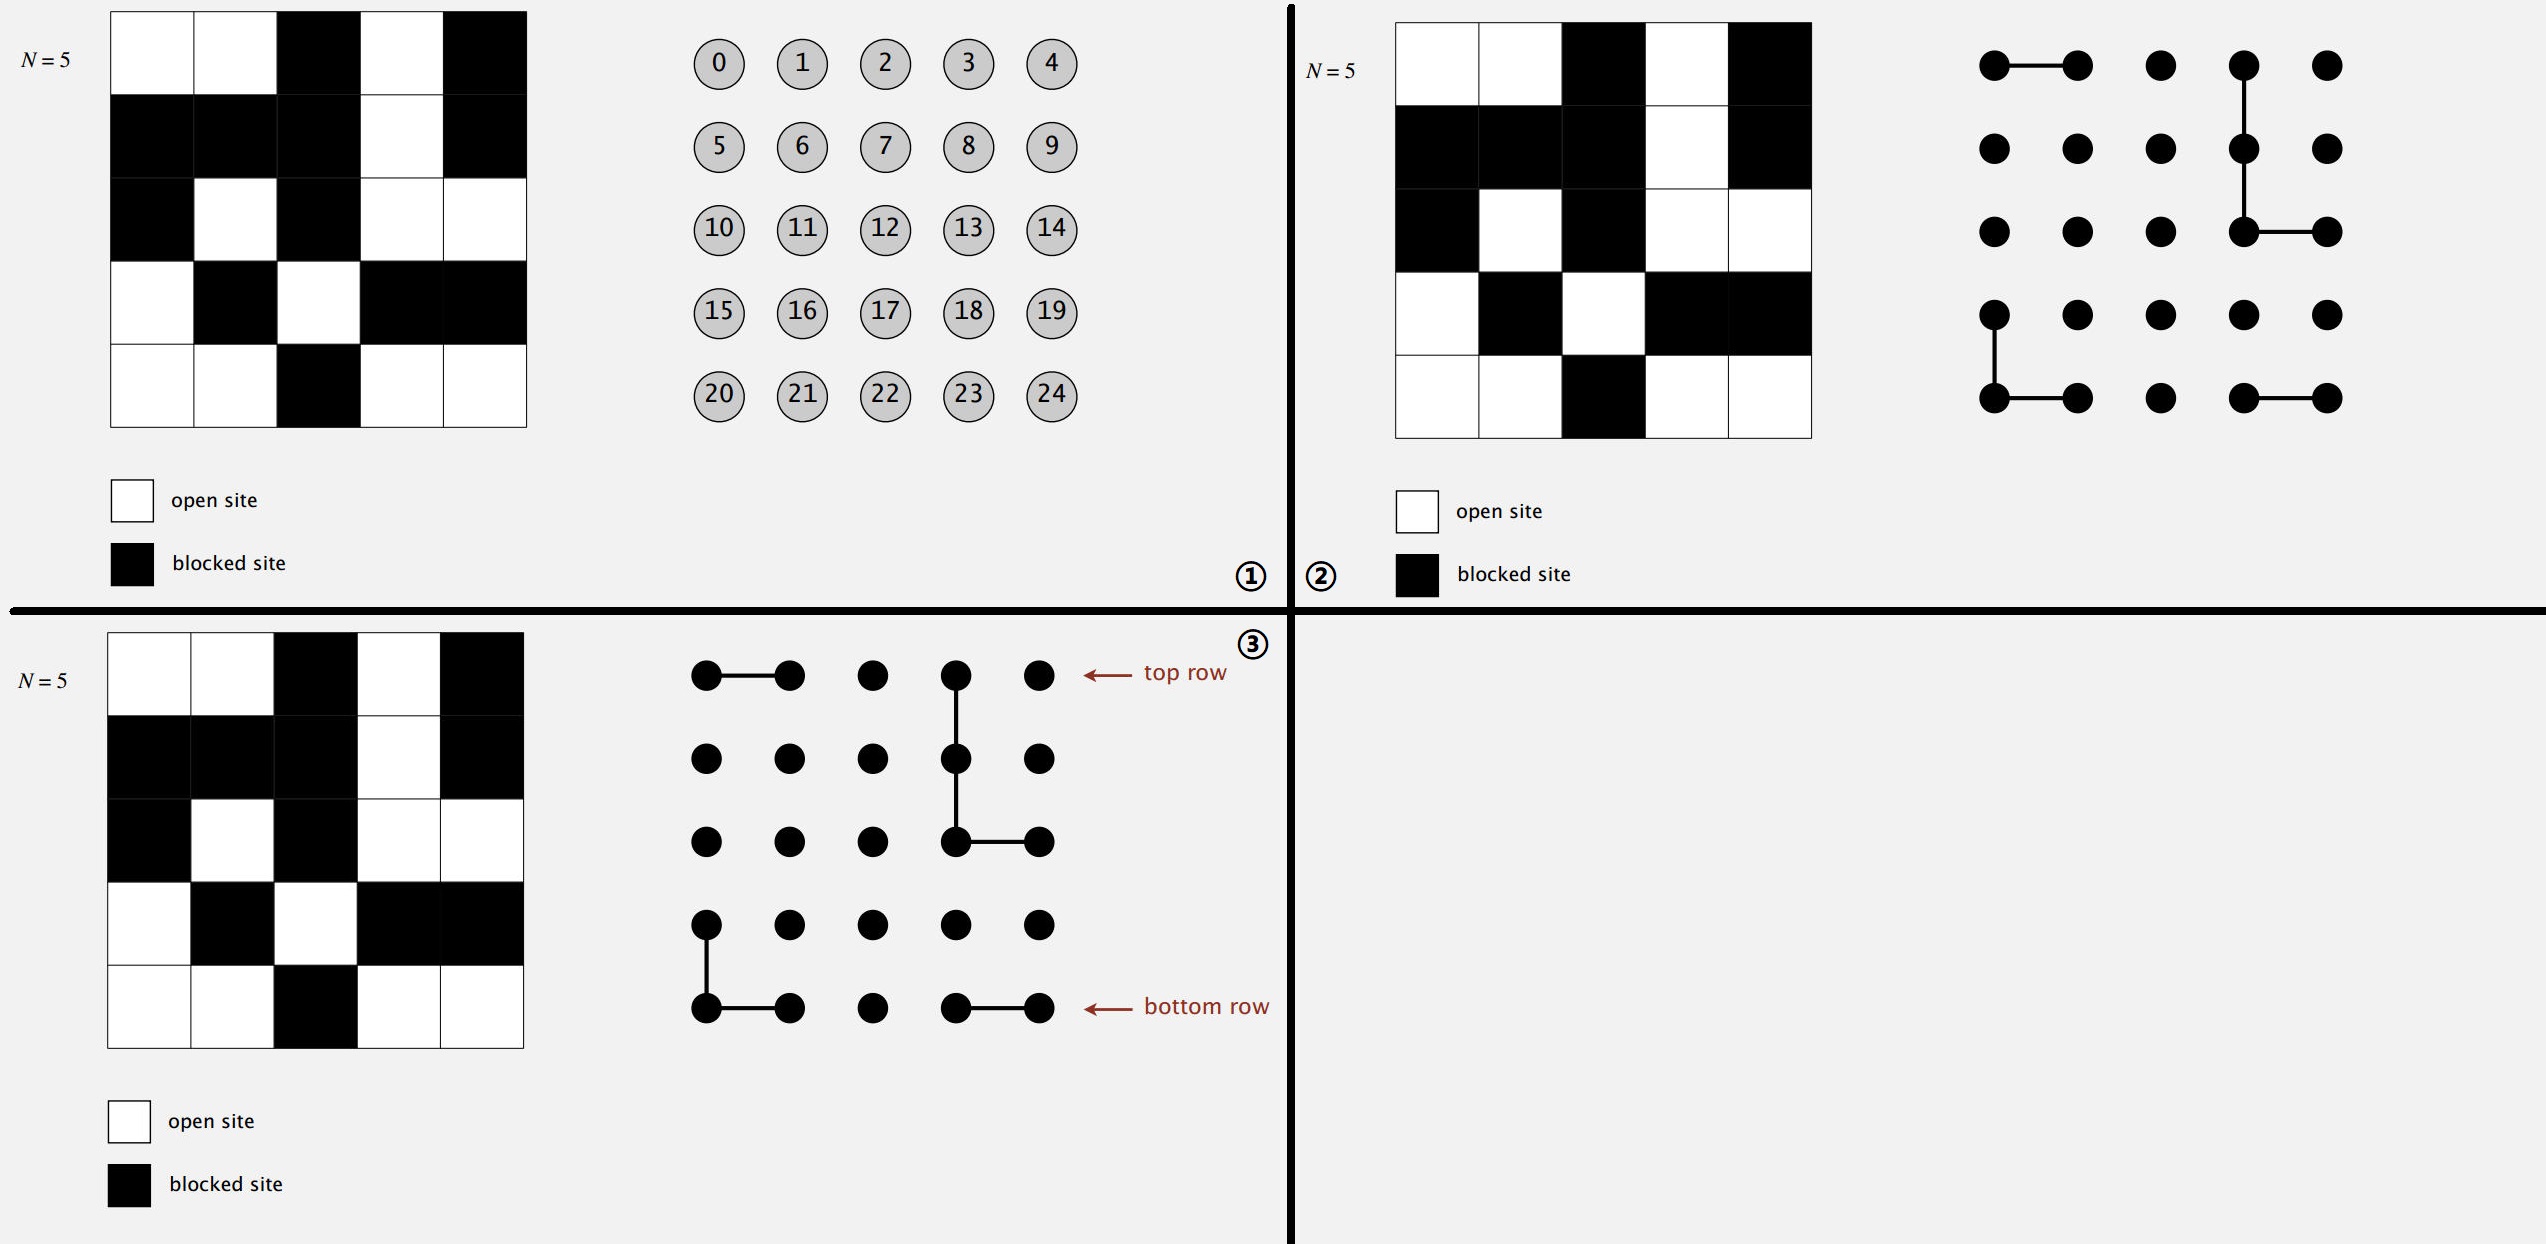 N = 5
0 1 2 3 4
5 6 7 8 9
10 11 12 13 14
15 16 17 18 19
20 21 22 23 24
open site
blocked site
①
N = 5
open site
blocked site
②
③
N = 5
top row
bottom row
open site
blocked site